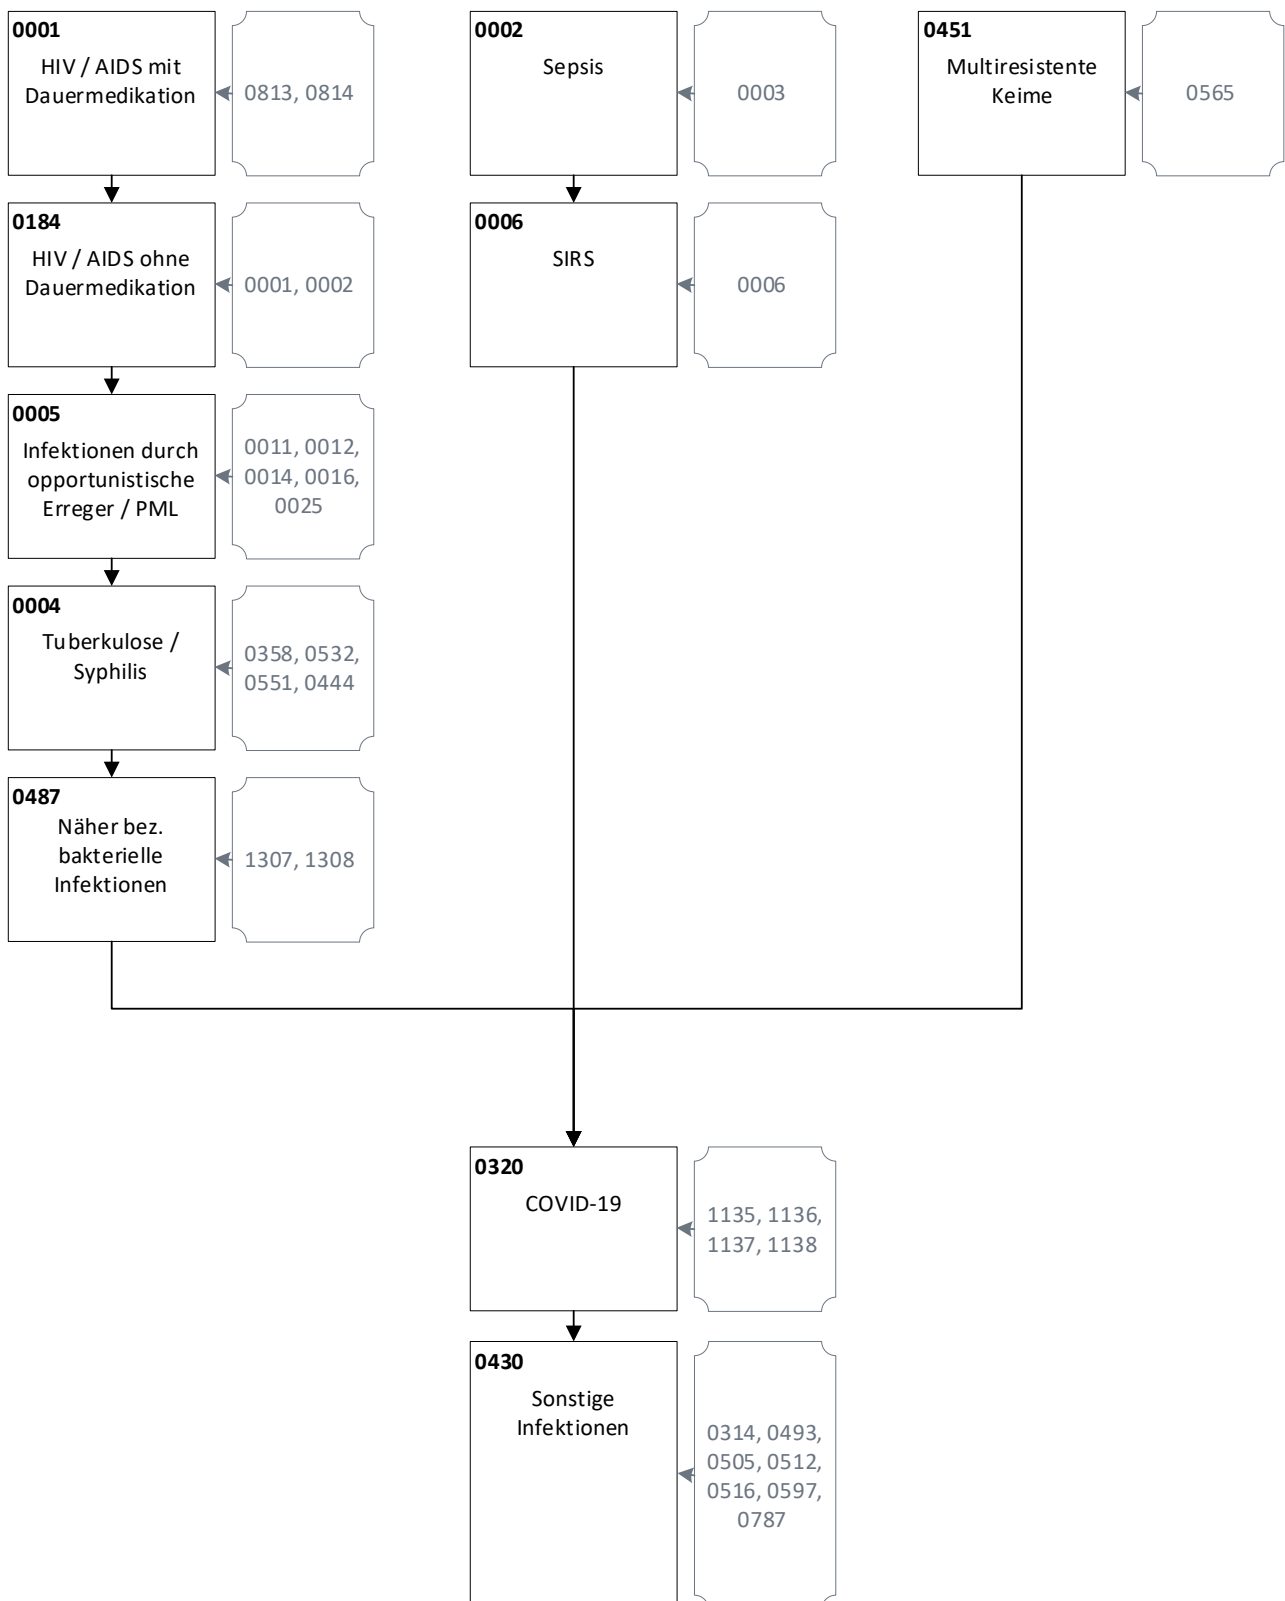 0001
HIV / AIDS mit
Dauermedikation
0813, 0814
0002
Sepsis
0003
0451
Multiresistente
Keime
0565
0184
HIV / AIDS ohne
Dauermedikation
0001, 0002
0006
SIRS
0006
0005
Infektionen durch
opportunistische
Erreger / PML
0011, 0012,
0014, 0016,
0025
0004
Tuberkulose /
Syphilis
0358, 0532,
0551, 0444
0487
Näher bez.
bakterielle
Infektionen
1307, 1308
0320
COVID-19
1135, 1136,
1137, 1138
0430
Sonstige
Infektionen
0314, 0493,
0505, 0512,
0516, 0597,
0787